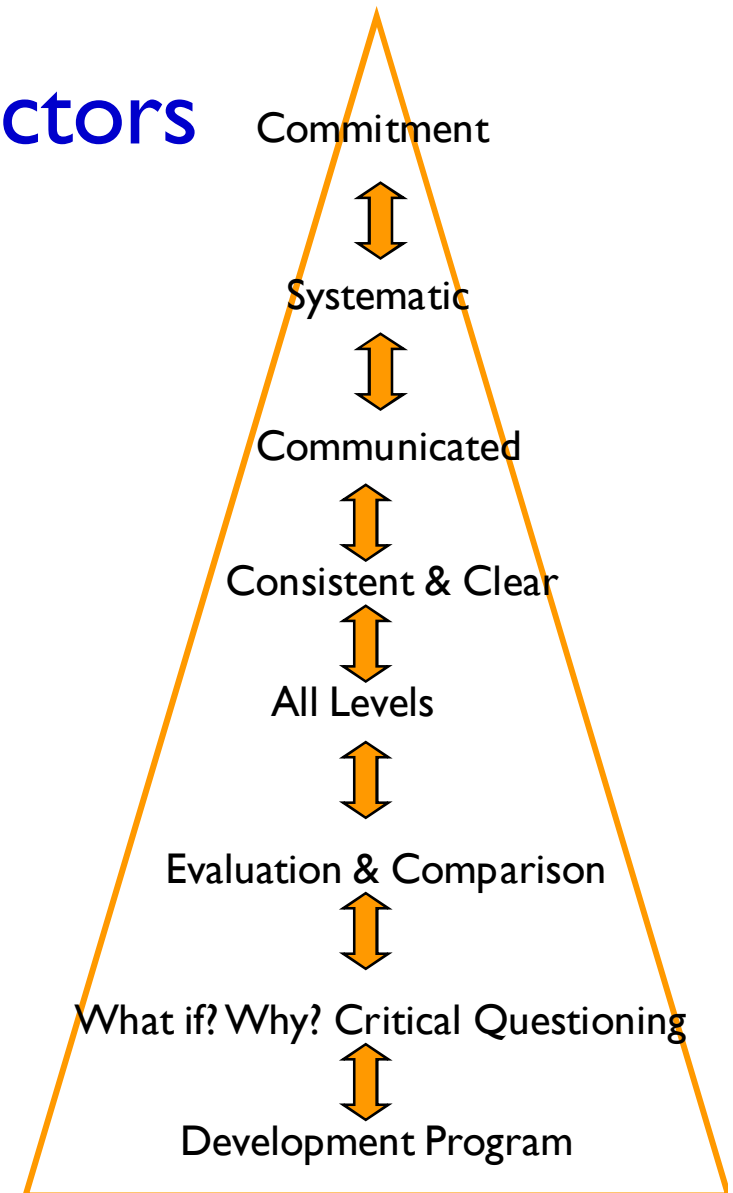 ctors
Commitment
Systematic
Communicated
Consistent & Clear
All Levels
Evaluation & Comparison
What if? Why? Critical Questioning
Development Program